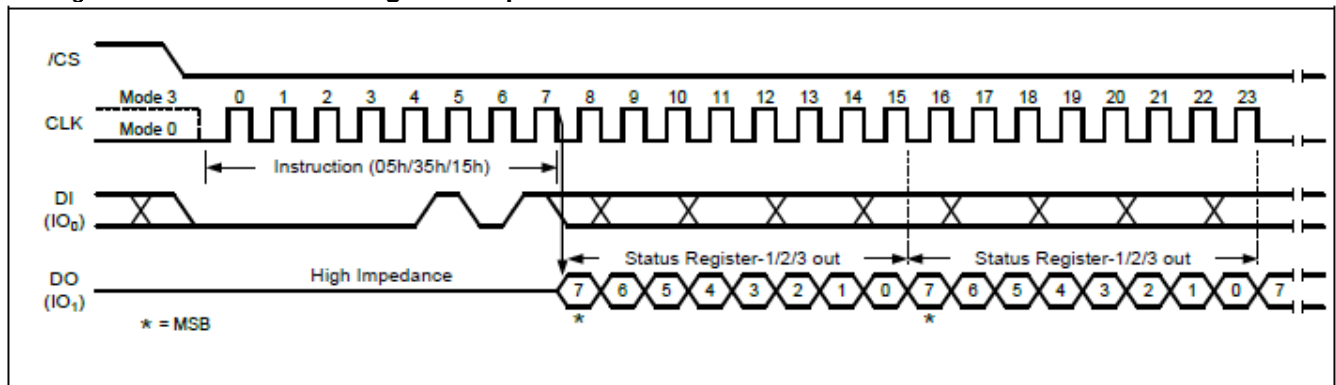 /CS
Mode 3 0 1 2 3 4 5 6 7 8 9 10 11 12 13 14 15 16 17 18 19 20 21 22 23
CLK
Mode 0
Instruction (05h/35h/15h)
DI
(IO0)
Status Register-1/2/3 out Status Register-1/2/3 out
DO High Impedance
7 6 5 4 3 2 1 0 7 6 5 4 3 2 1 0 7
(IO1)
* *
* = MSB